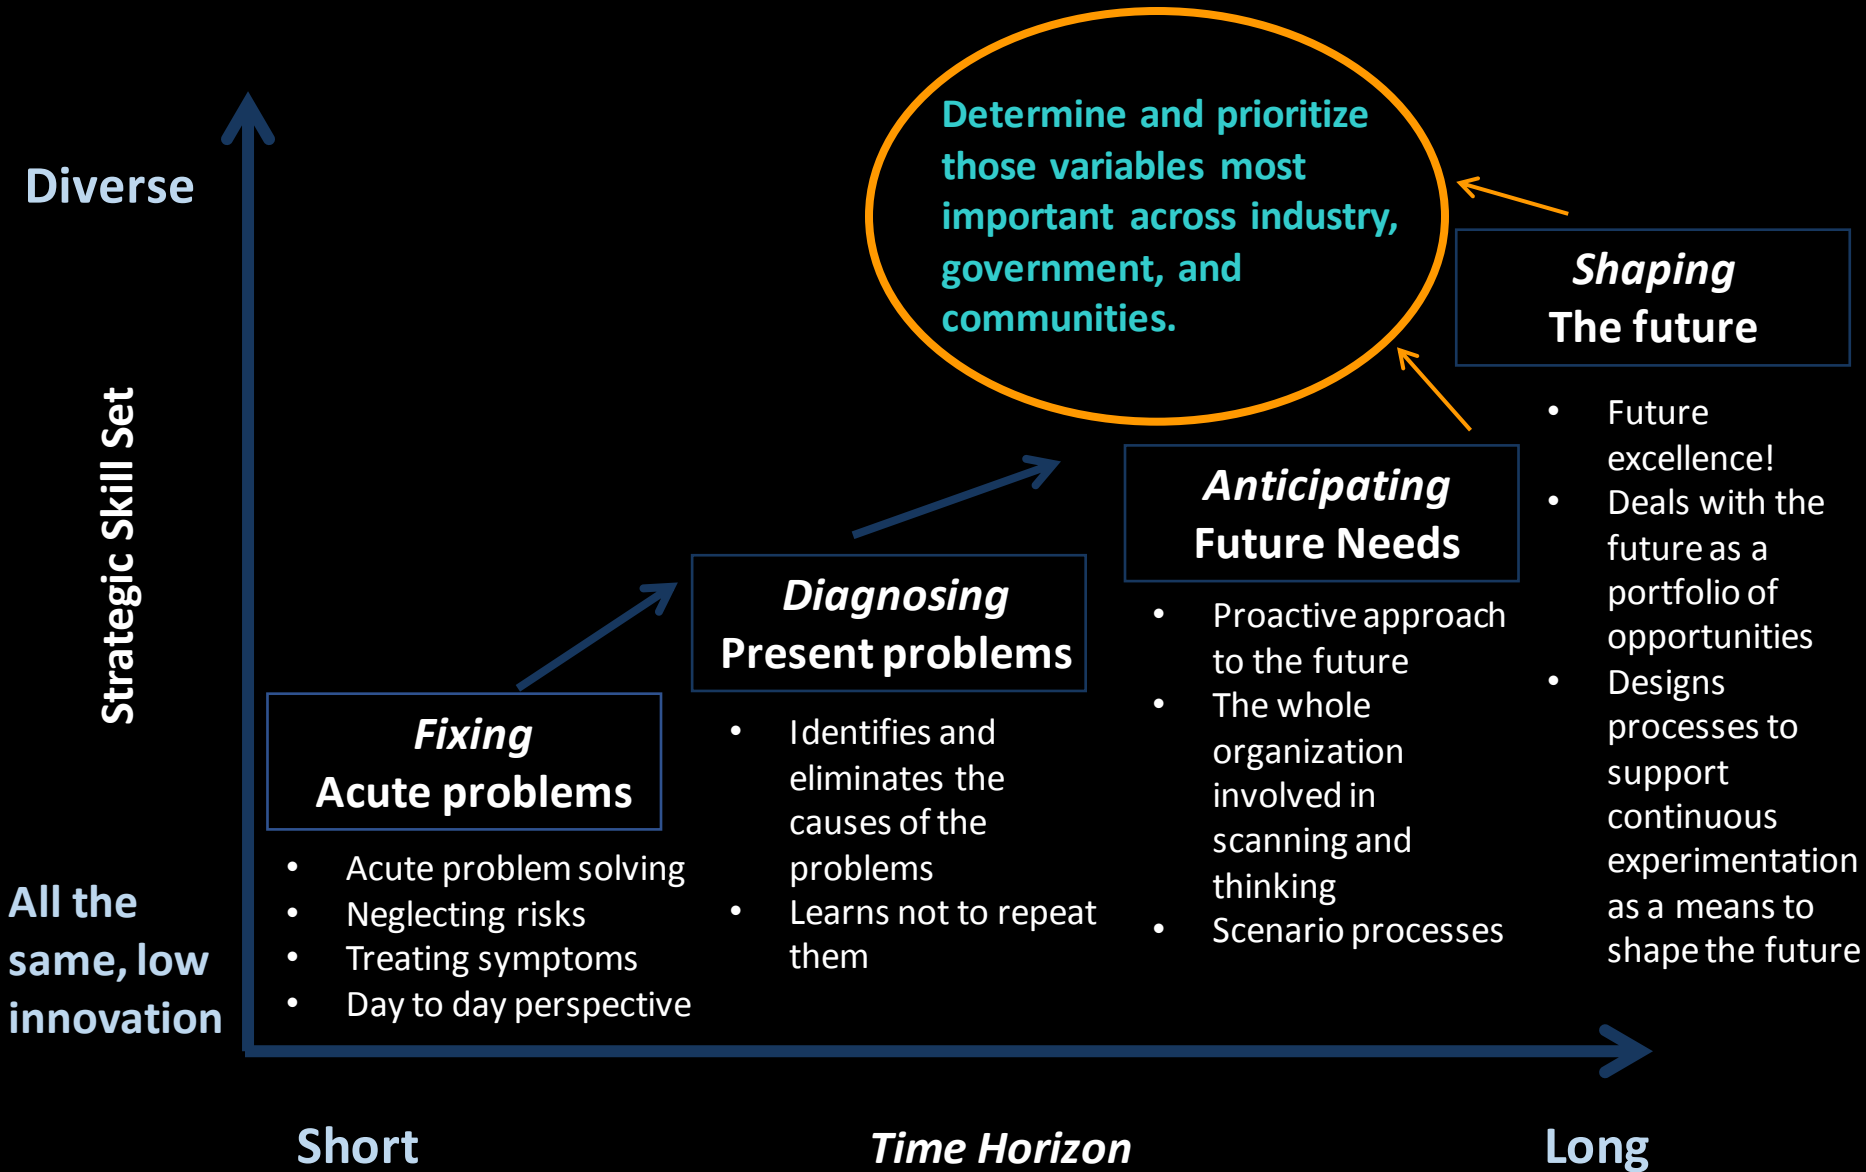 Determine and prioritize
those variables most
important across industry,
government, and
communities.
Diverse
Strategic Skill Set
All the
same, low
innovation
Fixing
Acute problems
• Acute problem solving
• Neglecting risks
• Treating symptoms
• Day to day perspective
Diagnosing
Present problems
• Identifies and
eliminates the
causes of the
problems
• Learns not to repeat
them
Anticipating
Future Needs
• Proactive approach
to the future
• The whole
organization
involved in
scanning and
thinking
• Scenario processes
Shaping
The future
• Future
excellence!
• Deals with the
future as a
portfolio of
opportunities
• Designs
processes to
support
continuous
experimentation
as a means to
shape the future
Short
Time Horizon
Long